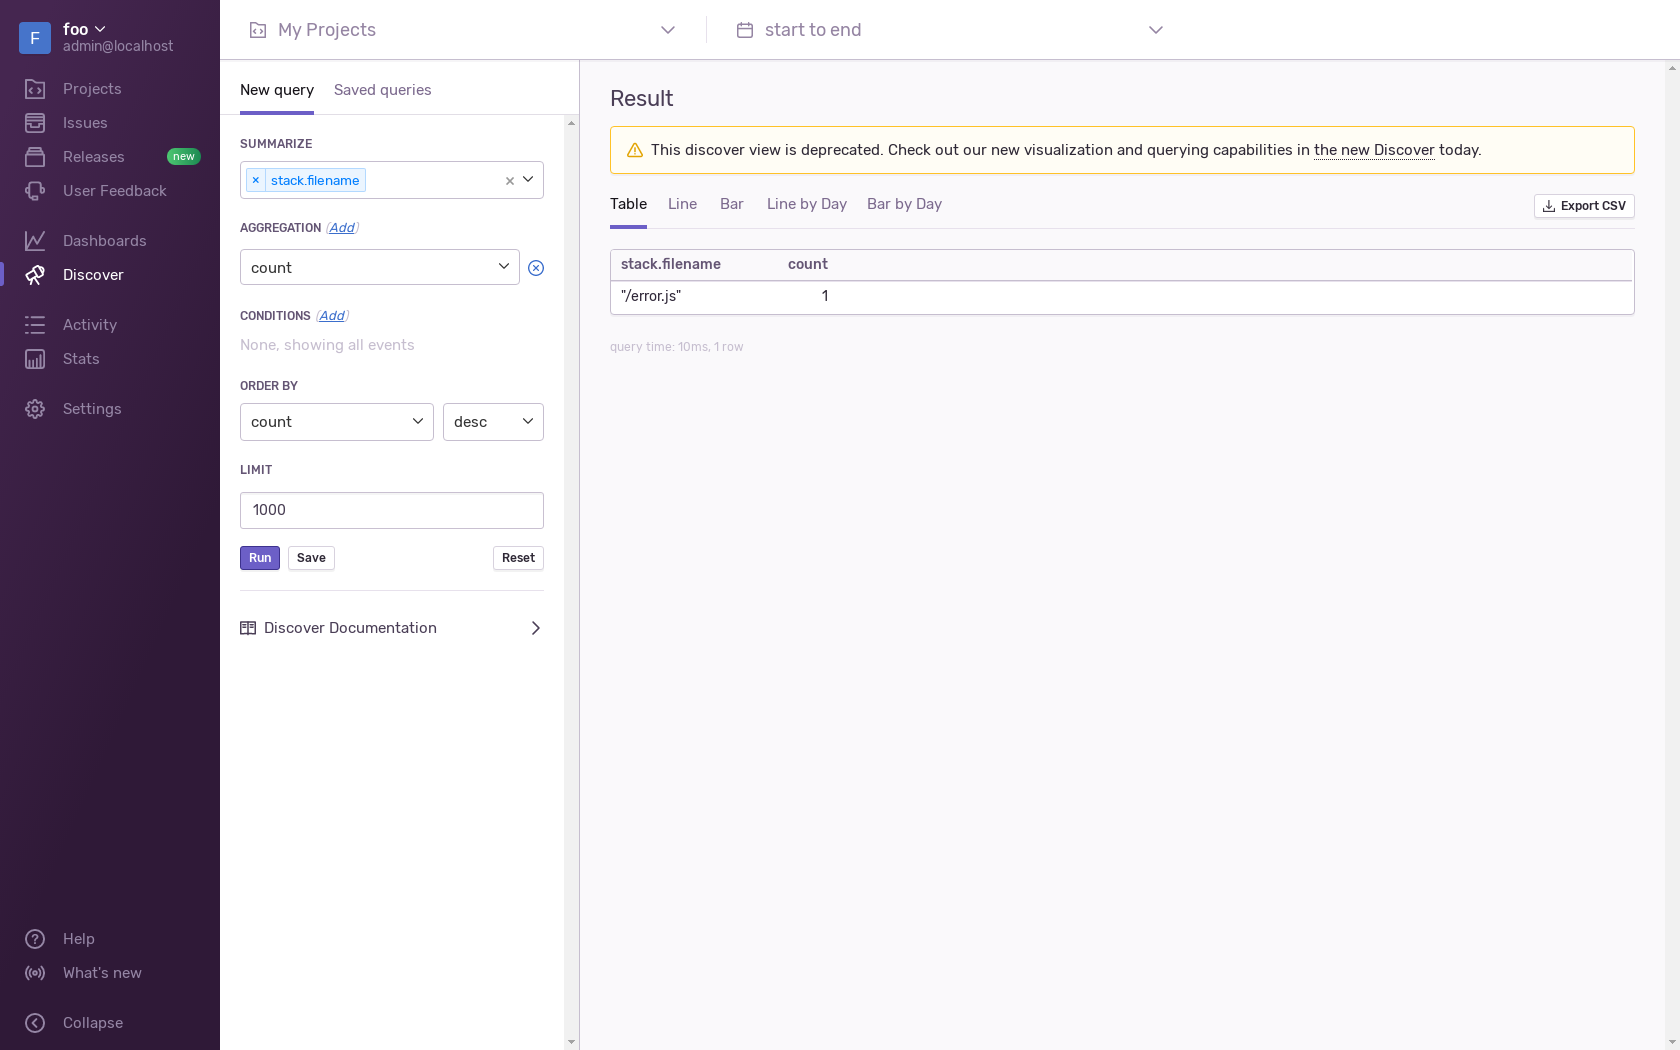 F
foo
admin@localhost
Projects
Issues
Releases new
User Feedback
Dashboards
Discover
Activity
Stats
Settings
Help
What's new
Collapse
My Projects
start to end
New query Saved queries
SUMMARIZE
× stack.filename ×
AGGREGATION (Add)
count
CONDITIONS (Add)
None, showing all events
ORDER BY
count desc
LIMIT
1000
Run Save Reset
Discover Documentation
Result
This discover view is deprecated. Check out our new visualization and querying capabilities in the new Discover today.
Table Line Bar Line by Day Bar by Day Export CSV
stack.filename count
"/error.js" 1
query time: 10ms, 1 row